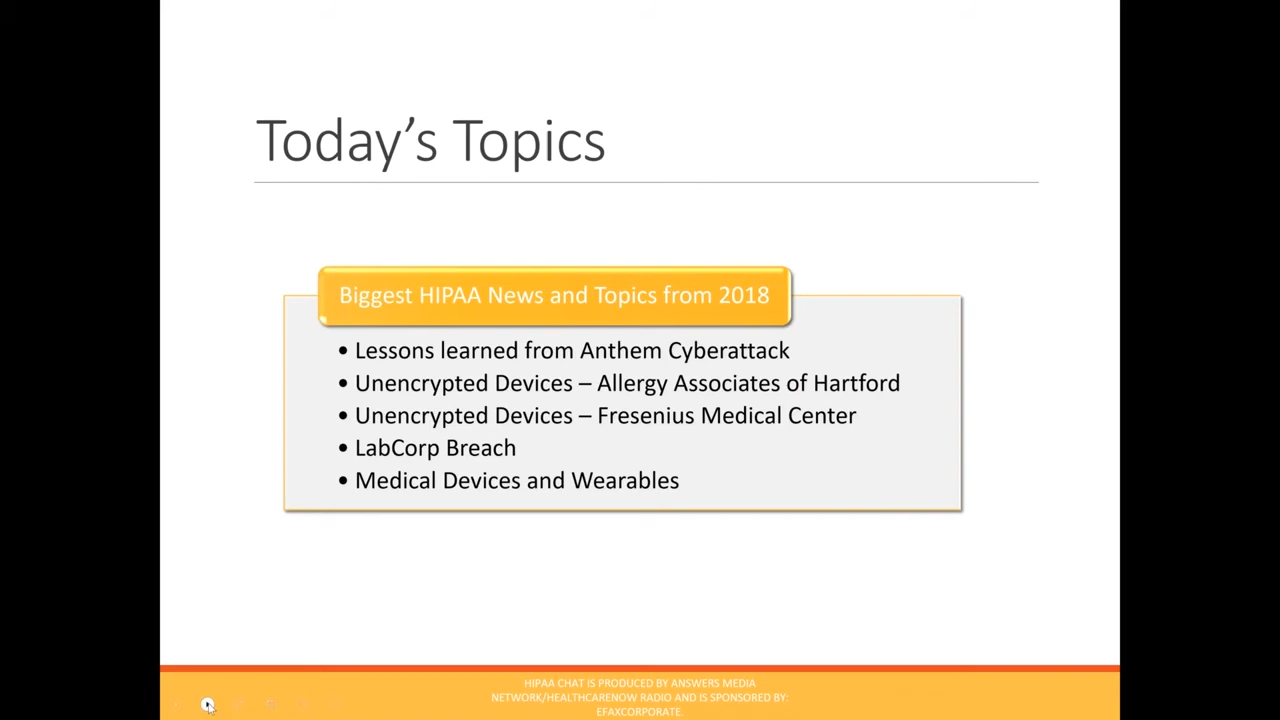 Today's Topics
Biggest HIPAA News and Topics from 2018
• Lessons learned from Anthem Cyberattack
• Unencrypted Devices – Allergy Associates of Hartford
• Unencrypted Devices – Fresenius Medical Center
• LabCorp Breach
• Medical Devices and Wearables
HIPAA CHAT IS PRODUCED BY ANSWERS MEDIA
NETWORK/HEALTHCARENOW RADIO AND IS SPONSORED BY:
EFAXCORPORATE.